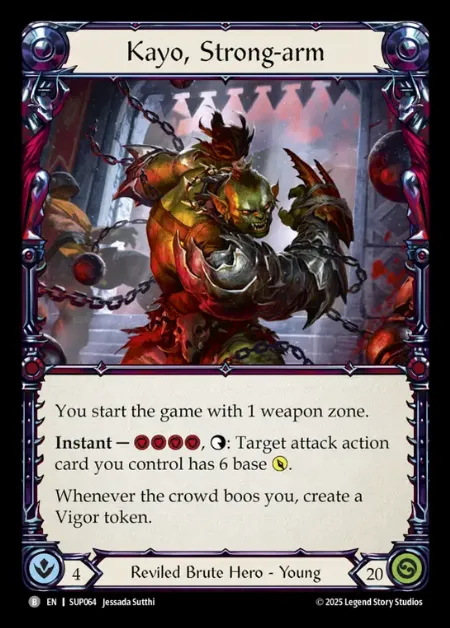 Kayo, Strong-arm
You start the game with 1 weapon zone.
Instant — , : Target attack action
card you control has 6 base .
Whenever the crowd boos you, create a
Vigor token.
4
Reviled Brute Hero - Young
20
B EN | SUP064 Jessada Sutthi
© 2025 Legend Story Studios